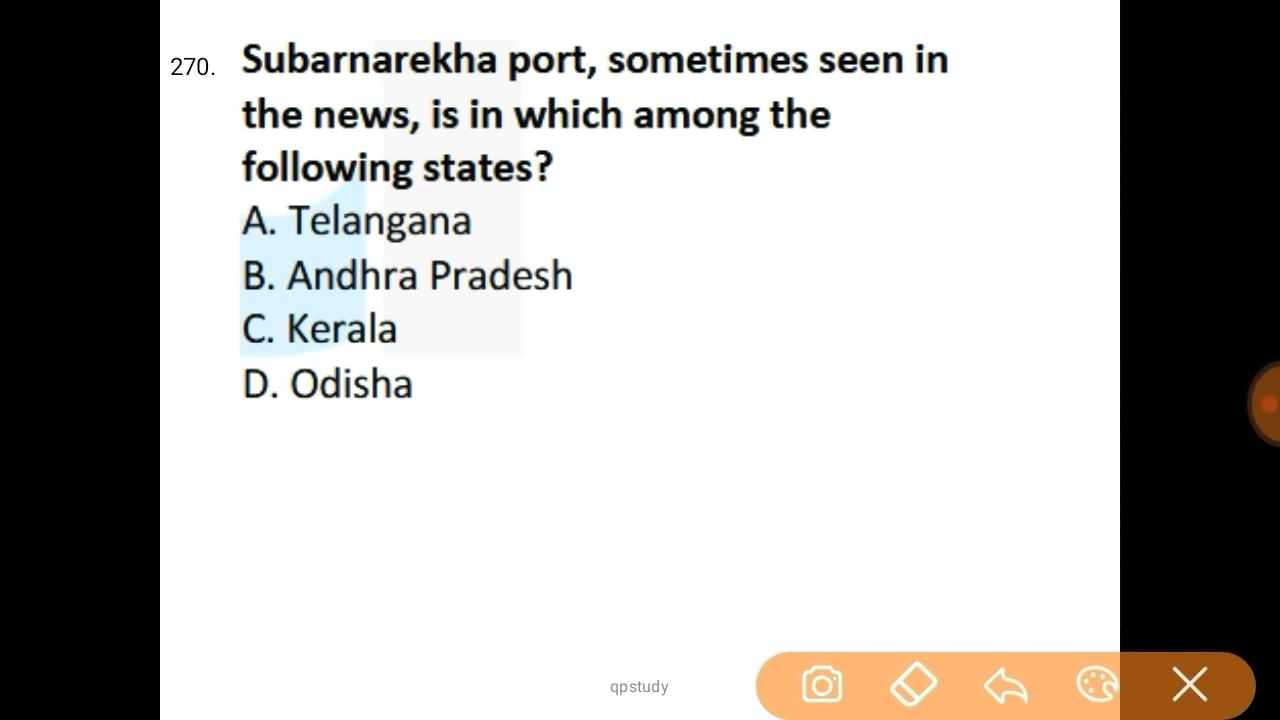 270. Subarnarekha port, sometimes seen in
the news, is in which among the
following states?
A. Telangana
B. Andhra Pradesh
C. Kerala
D. Odisha
qpstudy